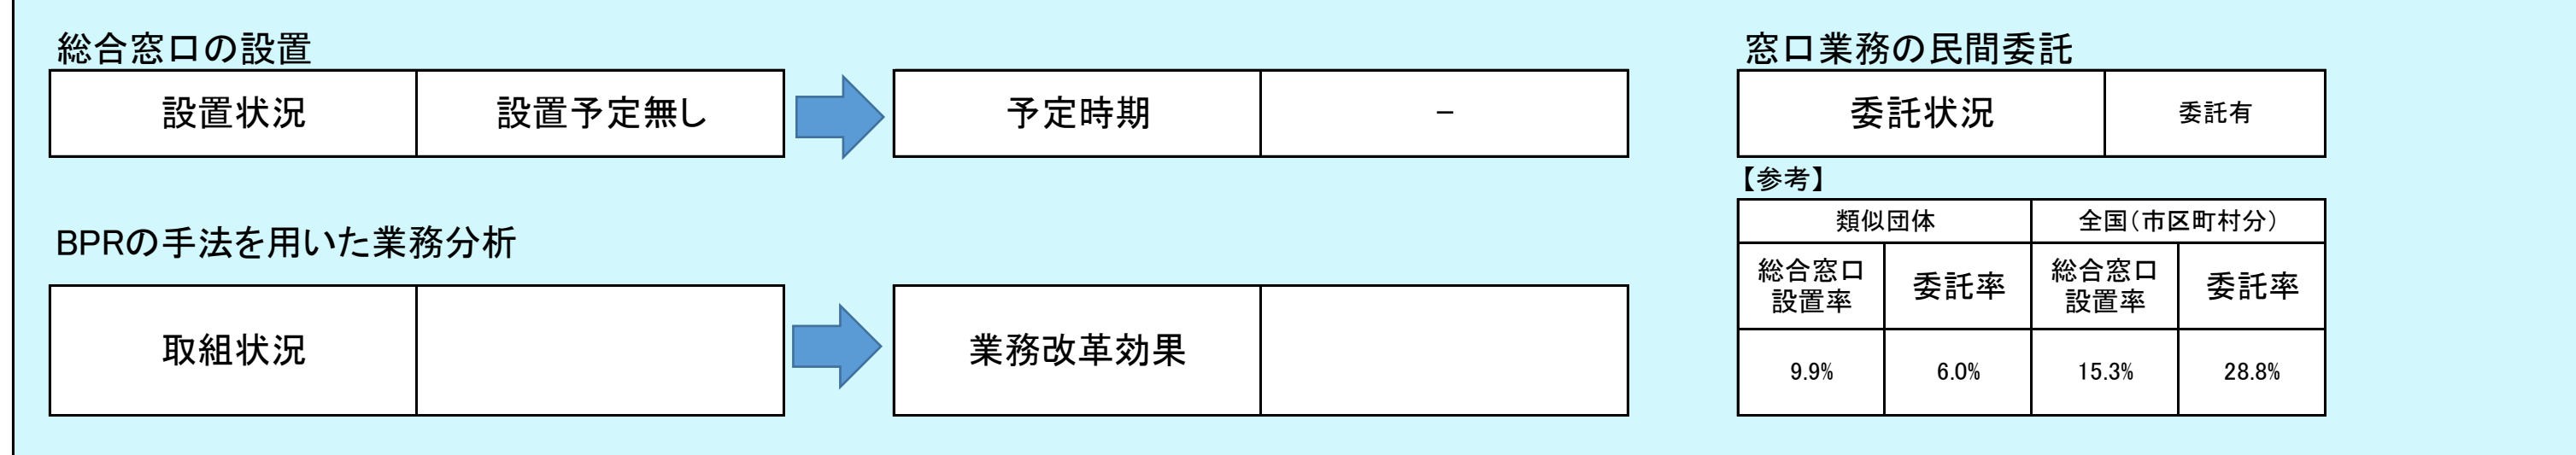 総合窓口の設置
設置状況 設置予定無し 予定時期 －
BPRの手法を用いた業務分析
取組状況 業務改革効果
窓口業務の民間委託
委託状況 委託有
【参考】
類似団体 全国（市区町村分）
総合窓口
設置率
委託率
総合窓口
設置率
委託率
9.9% 6.0% 15.3% 28.8%